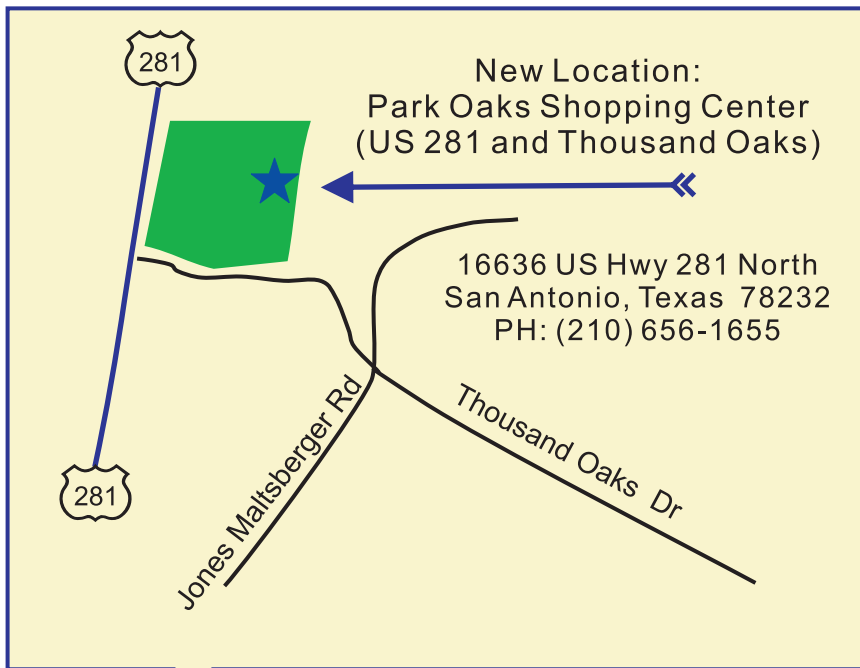 281
New Location:
Park Oaks Shopping Center
(US 281 and Thousand Oaks)
16636 US Hwy 281 North
San Antonio, Texas 78232
PH: (210) 656-1655
Jones Maltsberger Rd
Thousand Oaks Dr
281